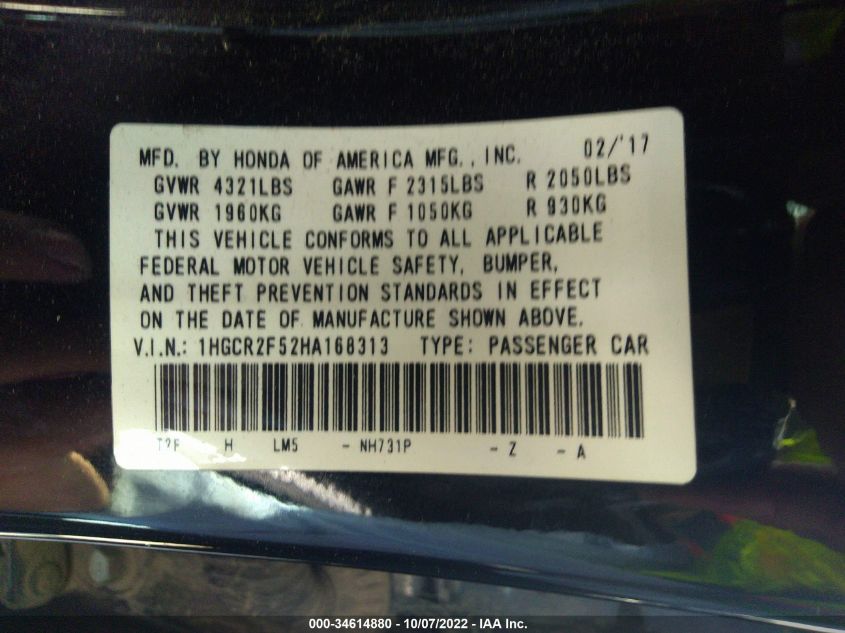 MFD. BY HONDA OF AMERICA MFG., INC. 02/'17
GVWR 4321LBS GAWR F 2315LBS R 2050LBS
GVWR 1960KG GAWR F 1050KG R 930KG
THIS VEHICLE CONFORMS TO ALL APPLICABLE
FEDERAL MOTOR VEHICLE SAFETY, BUMPER,
AND THEFT PREVENTION STANDARDS IN EFFECT
ON THE DATE OF MANUFACTURE SHOWN ABOVE.
V.I.N.: 1HGCR2F52HA168313 TYPE: PASSENGER CAR
T2F H LM5 - NH731P - Z - A
000-34614880 - 10/07/2022 - IAA Inc.